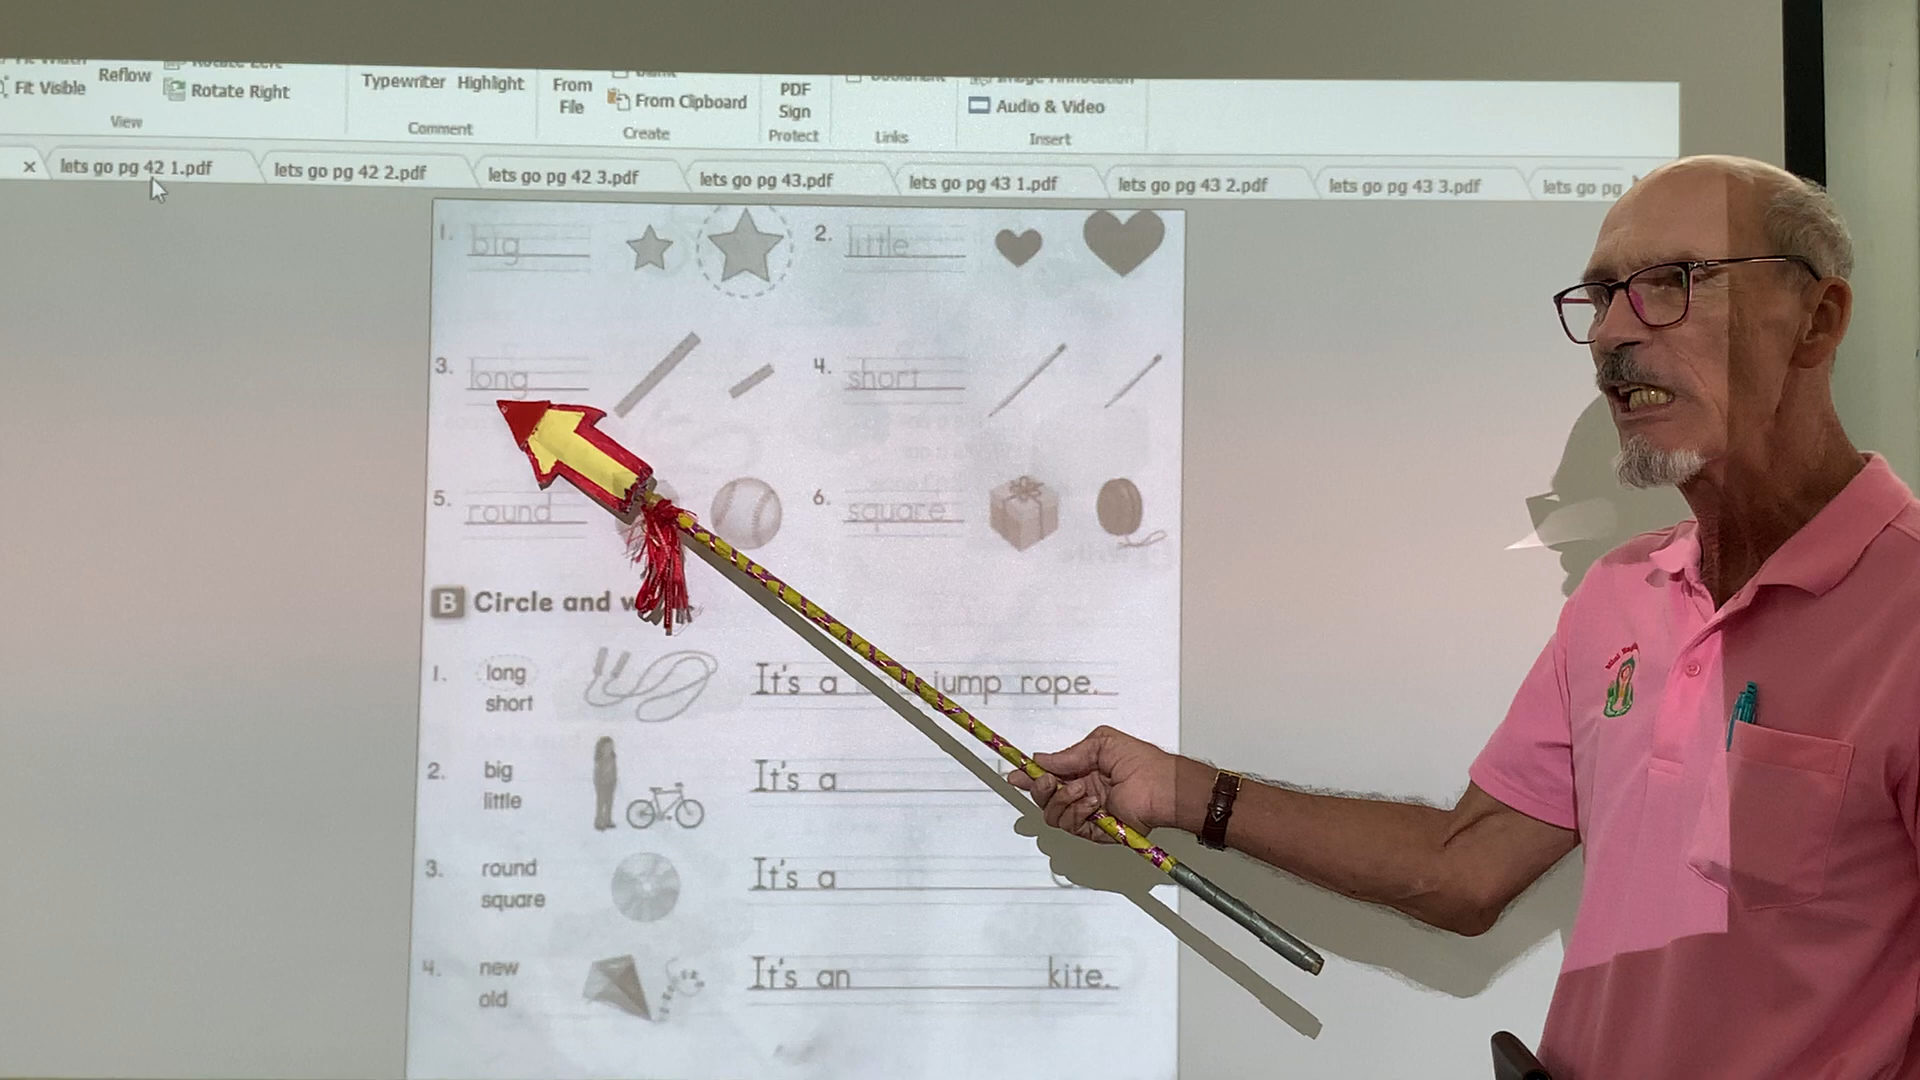 Fit Visible Reflow Rotate Right Typewriter Highlight From File From Clipboard PDF Sign Audio & Video
View Comment Create Protect Links Insert
lets go pg 42 1.pdf lets go pg 42 2.pdf lets go pg 42 3.pdf lets go pg 43.pdf lets go pg 43 1.pdf lets go pg 43 2.pdf lets go pg 43 3.pdf lets go pg
1. big 2. little
3. long 4. short
5. round 6. square
B Circle and
1. long It's a jump rope.
short
2. big It's a
little
3. round It's a
square
4. new It's an kite.
old